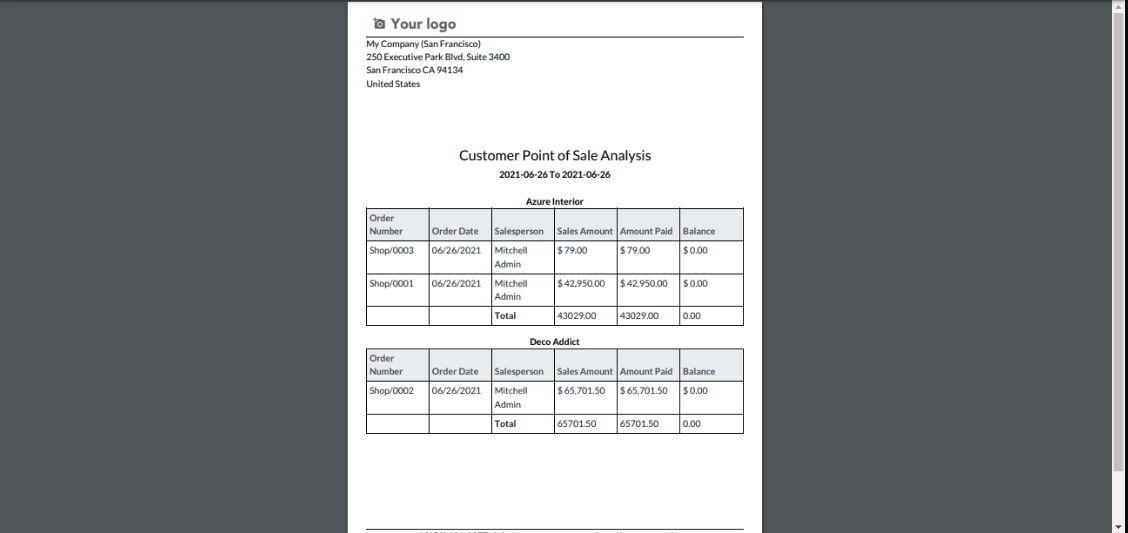 Your logo
My Company (San Francisco)
250 Executive Park Blvd, Suite 3400
San Francisco CA 94134
United States
Customer Point of Sale Analysis
2021-06-26 To 2021-06-26
Azure Interior
Order Number Order Date Salesperson Sales Amount Amount Paid Balance
Shop/0003 06/26/2021 Mitchell Admin $ 79.00 $ 79.00 $ 0.00
Shop/0001 06/26/2021 Mitchell Admin $ 42,950.00 $ 42,950.00 $ 0.00
Total 43029.00 43029.00 0.00
Deco Addict
Order Number Order Date Salesperson Sales Amount Amount Paid Balance
Shop/0002 06/26/2021 Mitchell Admin $ 65,701.50 $ 65,701.50 $ 0.00
Total 65701.50 65701.50 0.00